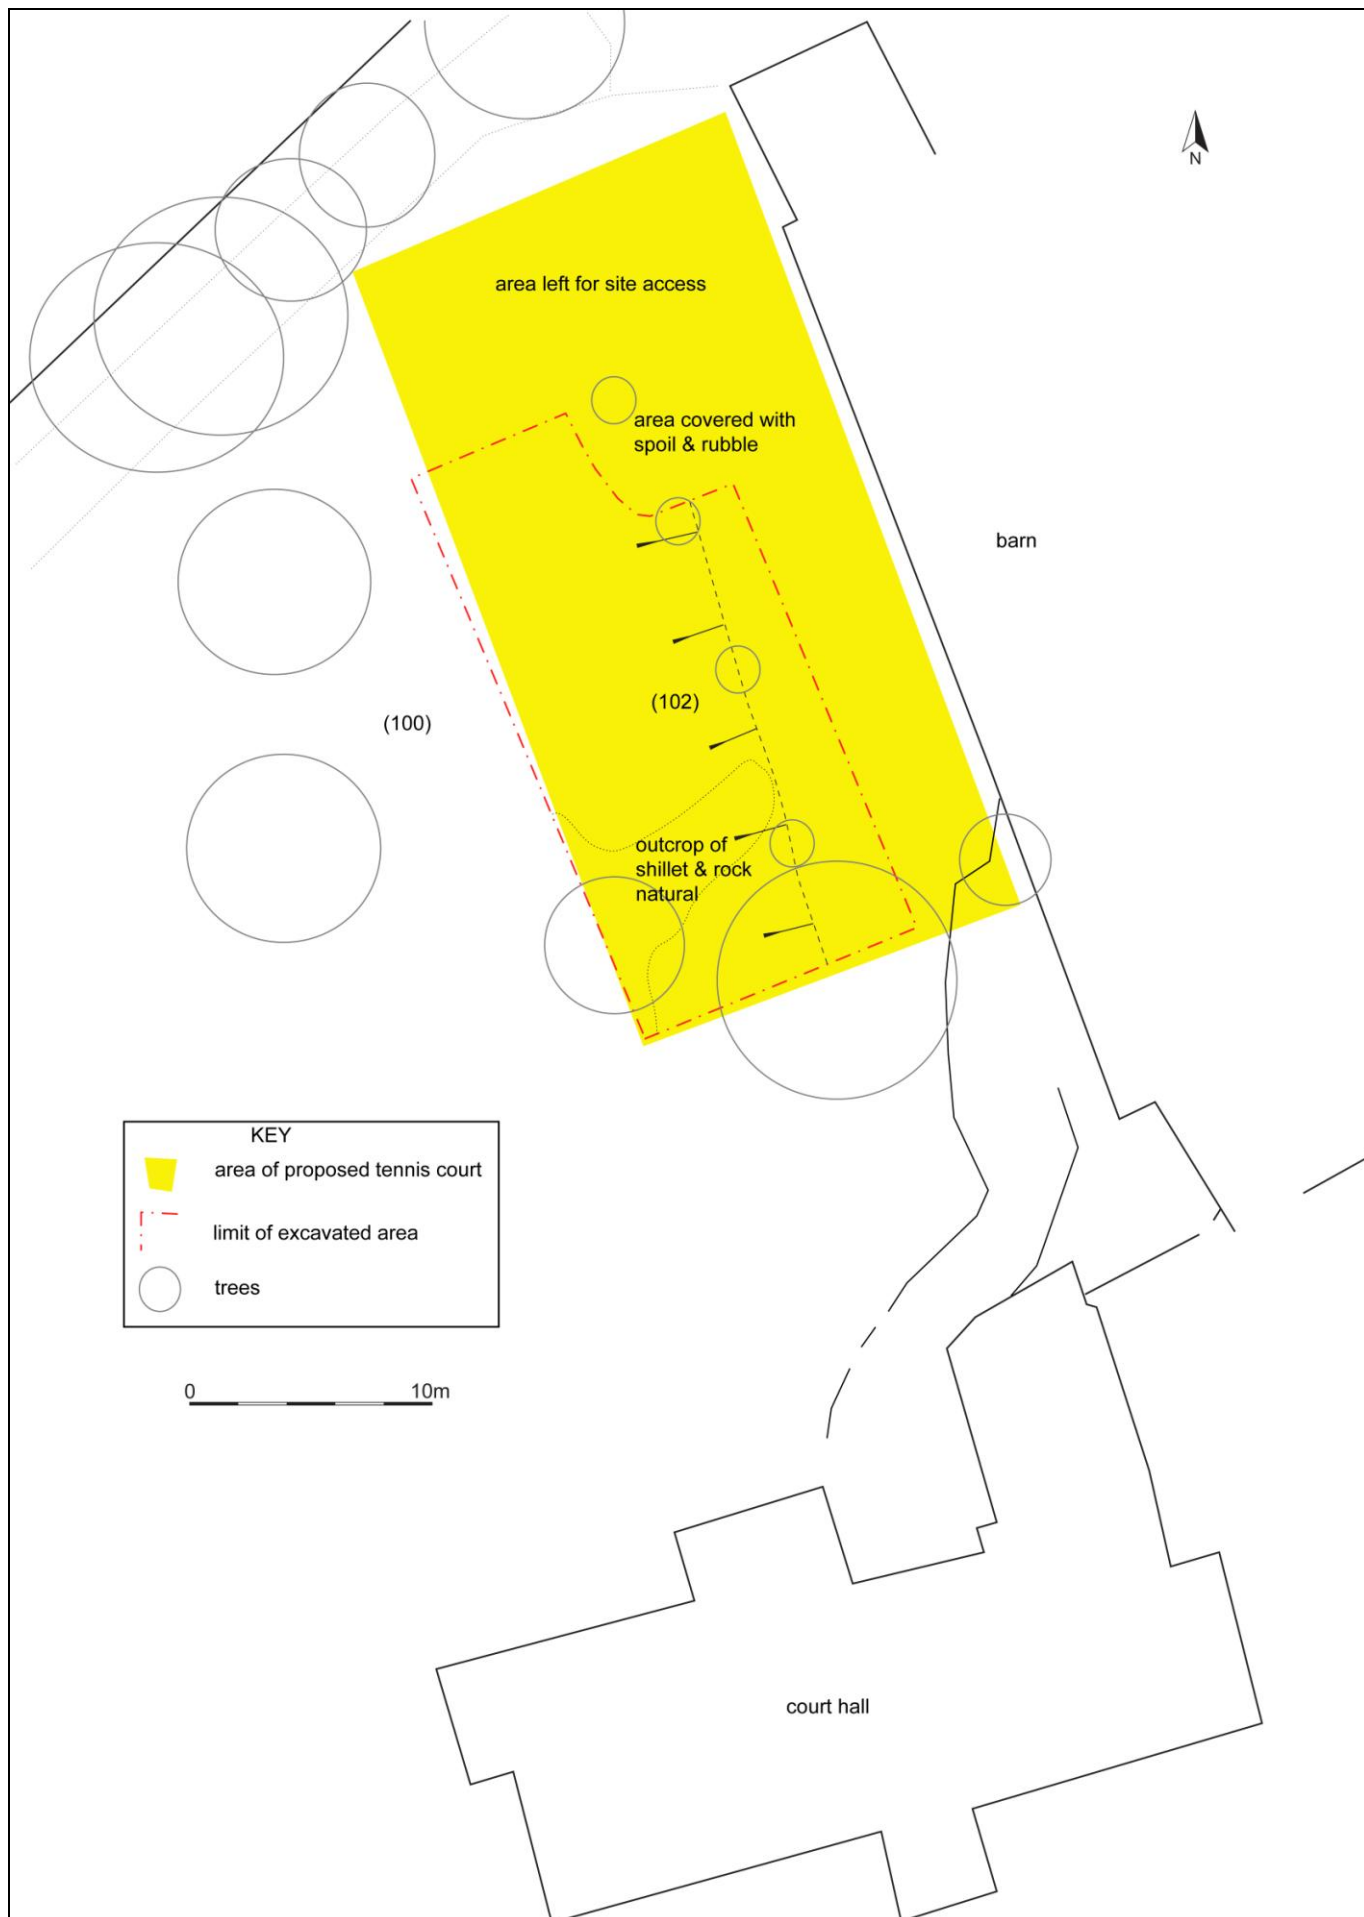 N
area left for site access
area covered with
spoil & rubble
barn
(102)
(100)
outcrop of
shillet & rock
natural
KEY
area of proposed tennis court
limit of excavated area
trees
0 10m
court hall